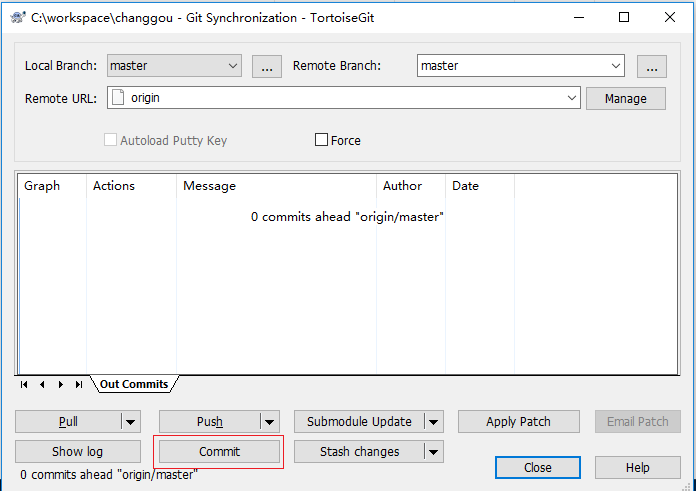 C:\workspace\changgou - Git Synchronization - TortoiseGit
Local Branch: master ... Remote Branch: master ...
Remote URL: origin Manage
Autoload Putty Key Force
Graph Actions Message Author Date
0 commits ahead "origin/master"
Out Commits
Pull Push Submodule Update Apply Patch Email Patch
Show log Commit Stash changes
Close Help
0 commits ahead "origin/master"